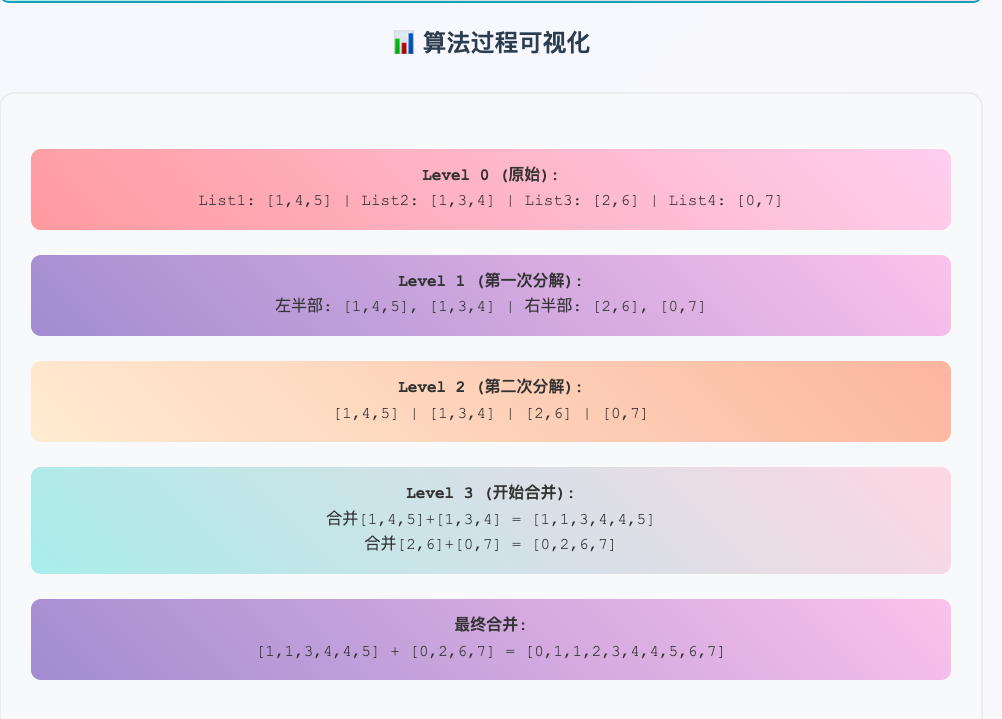 📊 算法过程可视化
Level 0 (原始):
List1: [1,4,5] | List2: [1,3,4] | List3: [2,6] | List4: [0,7]
Level 1 (第一次分解):
左半部: [1,4,5], [1,3,4] | 右半部: [2,6], [0,7]
Level 2 (第二次分解):
[1,4,5] | [1,3,4] | [2,6] | [0,7]
Level 3 (开始合并):
合并[1,4,5]+[1,3,4] = [1,1,3,4,4,5]
合并[2,6]+[0,7] = [0,2,6,7]
最终合并:
[1,1,3,4,4,5] + [0,2,6,7] = [0,1,1,2,3,4,4,5,6,7]